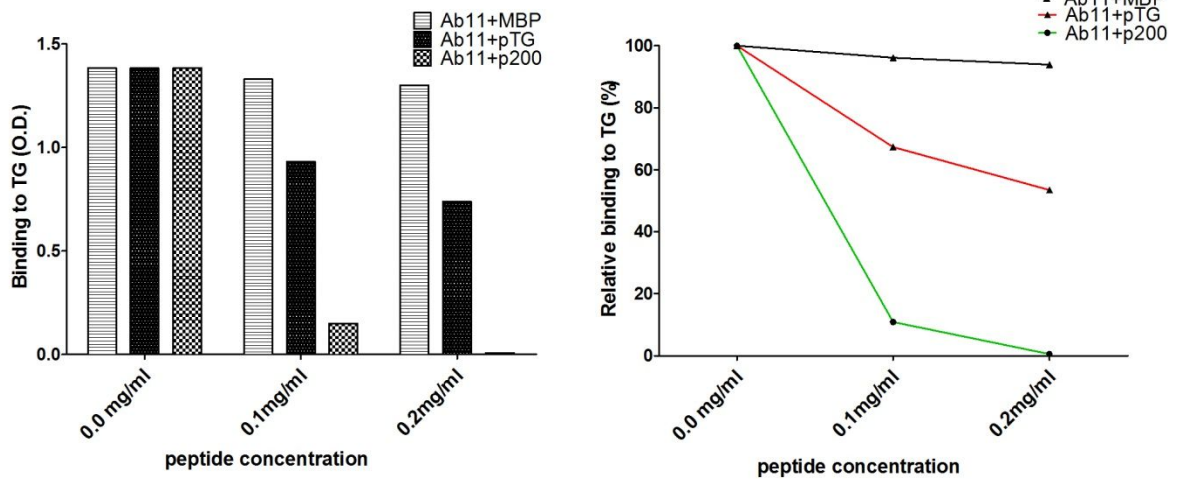 Ab11+MBP
Ab11+pTG
Ab11+p200
1.5
1.0
0.5
0.0
Binding to TG (O.D.)
0.0 mg/ml
0.1mg/ml
0.2mg/ml
peptide concentration
Ab11+MBP
Ab11+pTG
Ab11+p200
100
80
60
40
20
0
Relative binding to TG (%)
0.0 mg/ml
0.1mg/ml
0.2mg/ml
peptide concentration